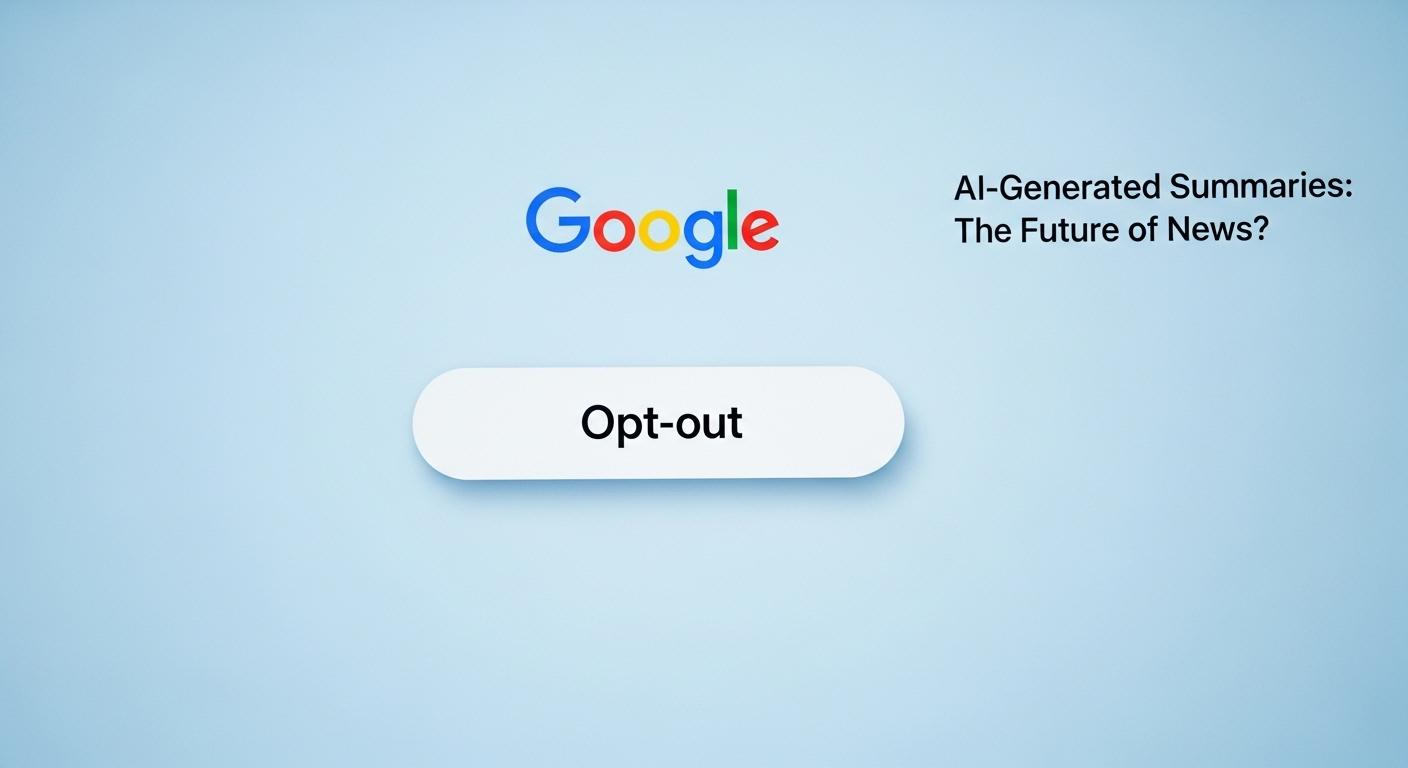 Google
AI-Generated Summaries:
The Future of News?
Opt-out